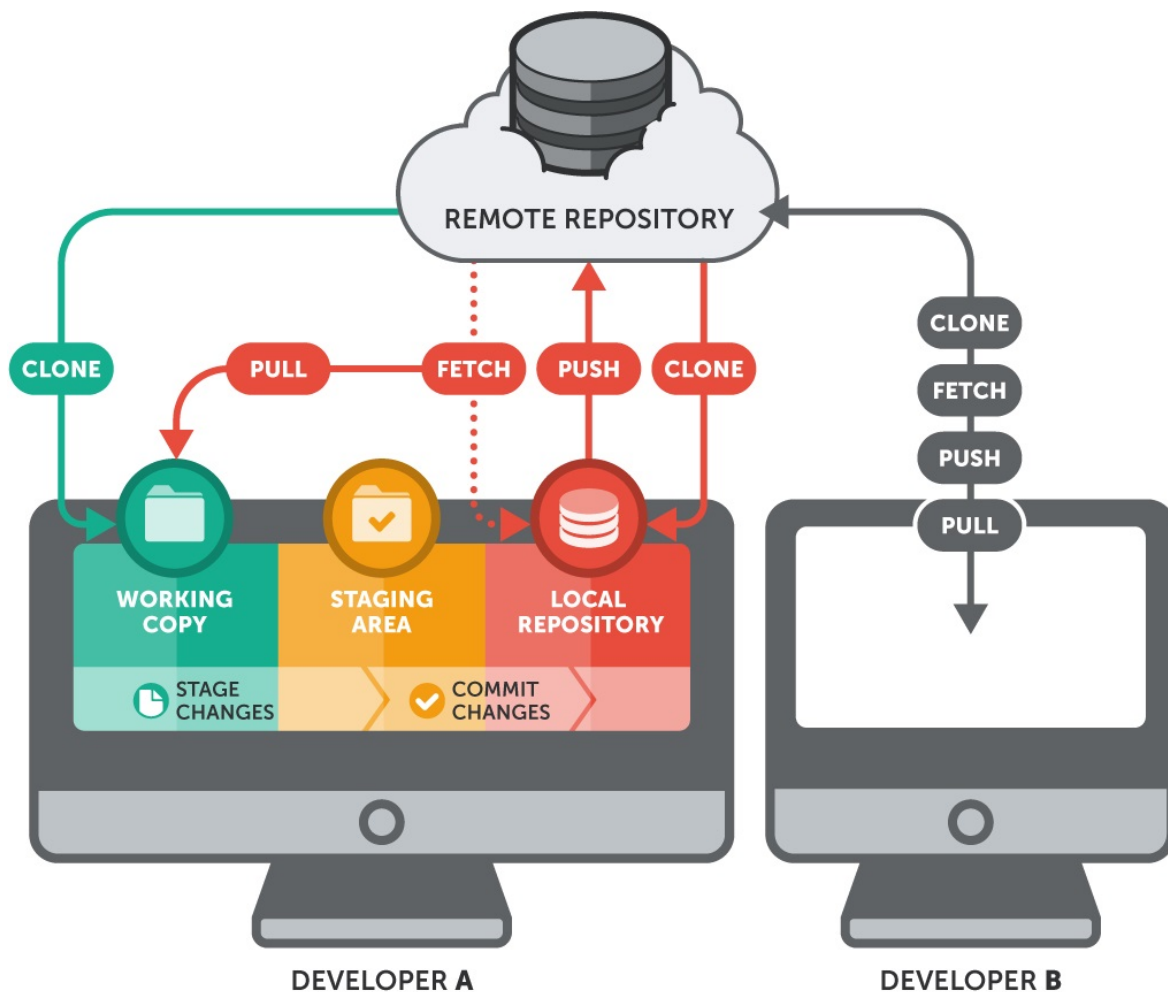 REMOTE REPOSITORY
CLONE
PULL
FETCH
PUSH
CLONE
CLONE
FETCH
PUSH
PULL
WORKING
COPY
STAGING
AREA
LOCAL
REPOSITORY
STAGE
CHANGES
COMMIT
CHANGES
DEVELOPER A
DEVELOPER B